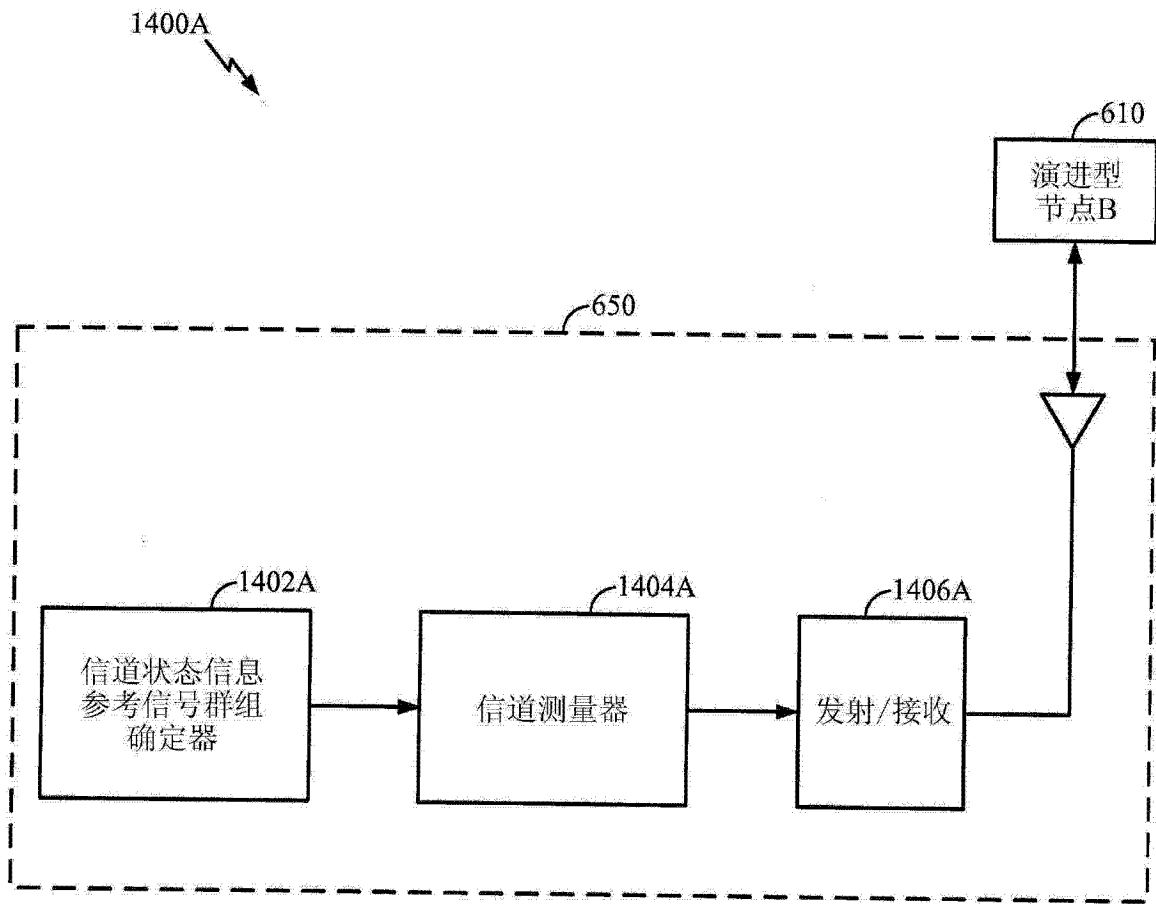 1400A
610
演进型
节点B
650
1402A
1404A
1406A
信道状态信息
参考信号群组
确定器
信道测量器
发射/接收